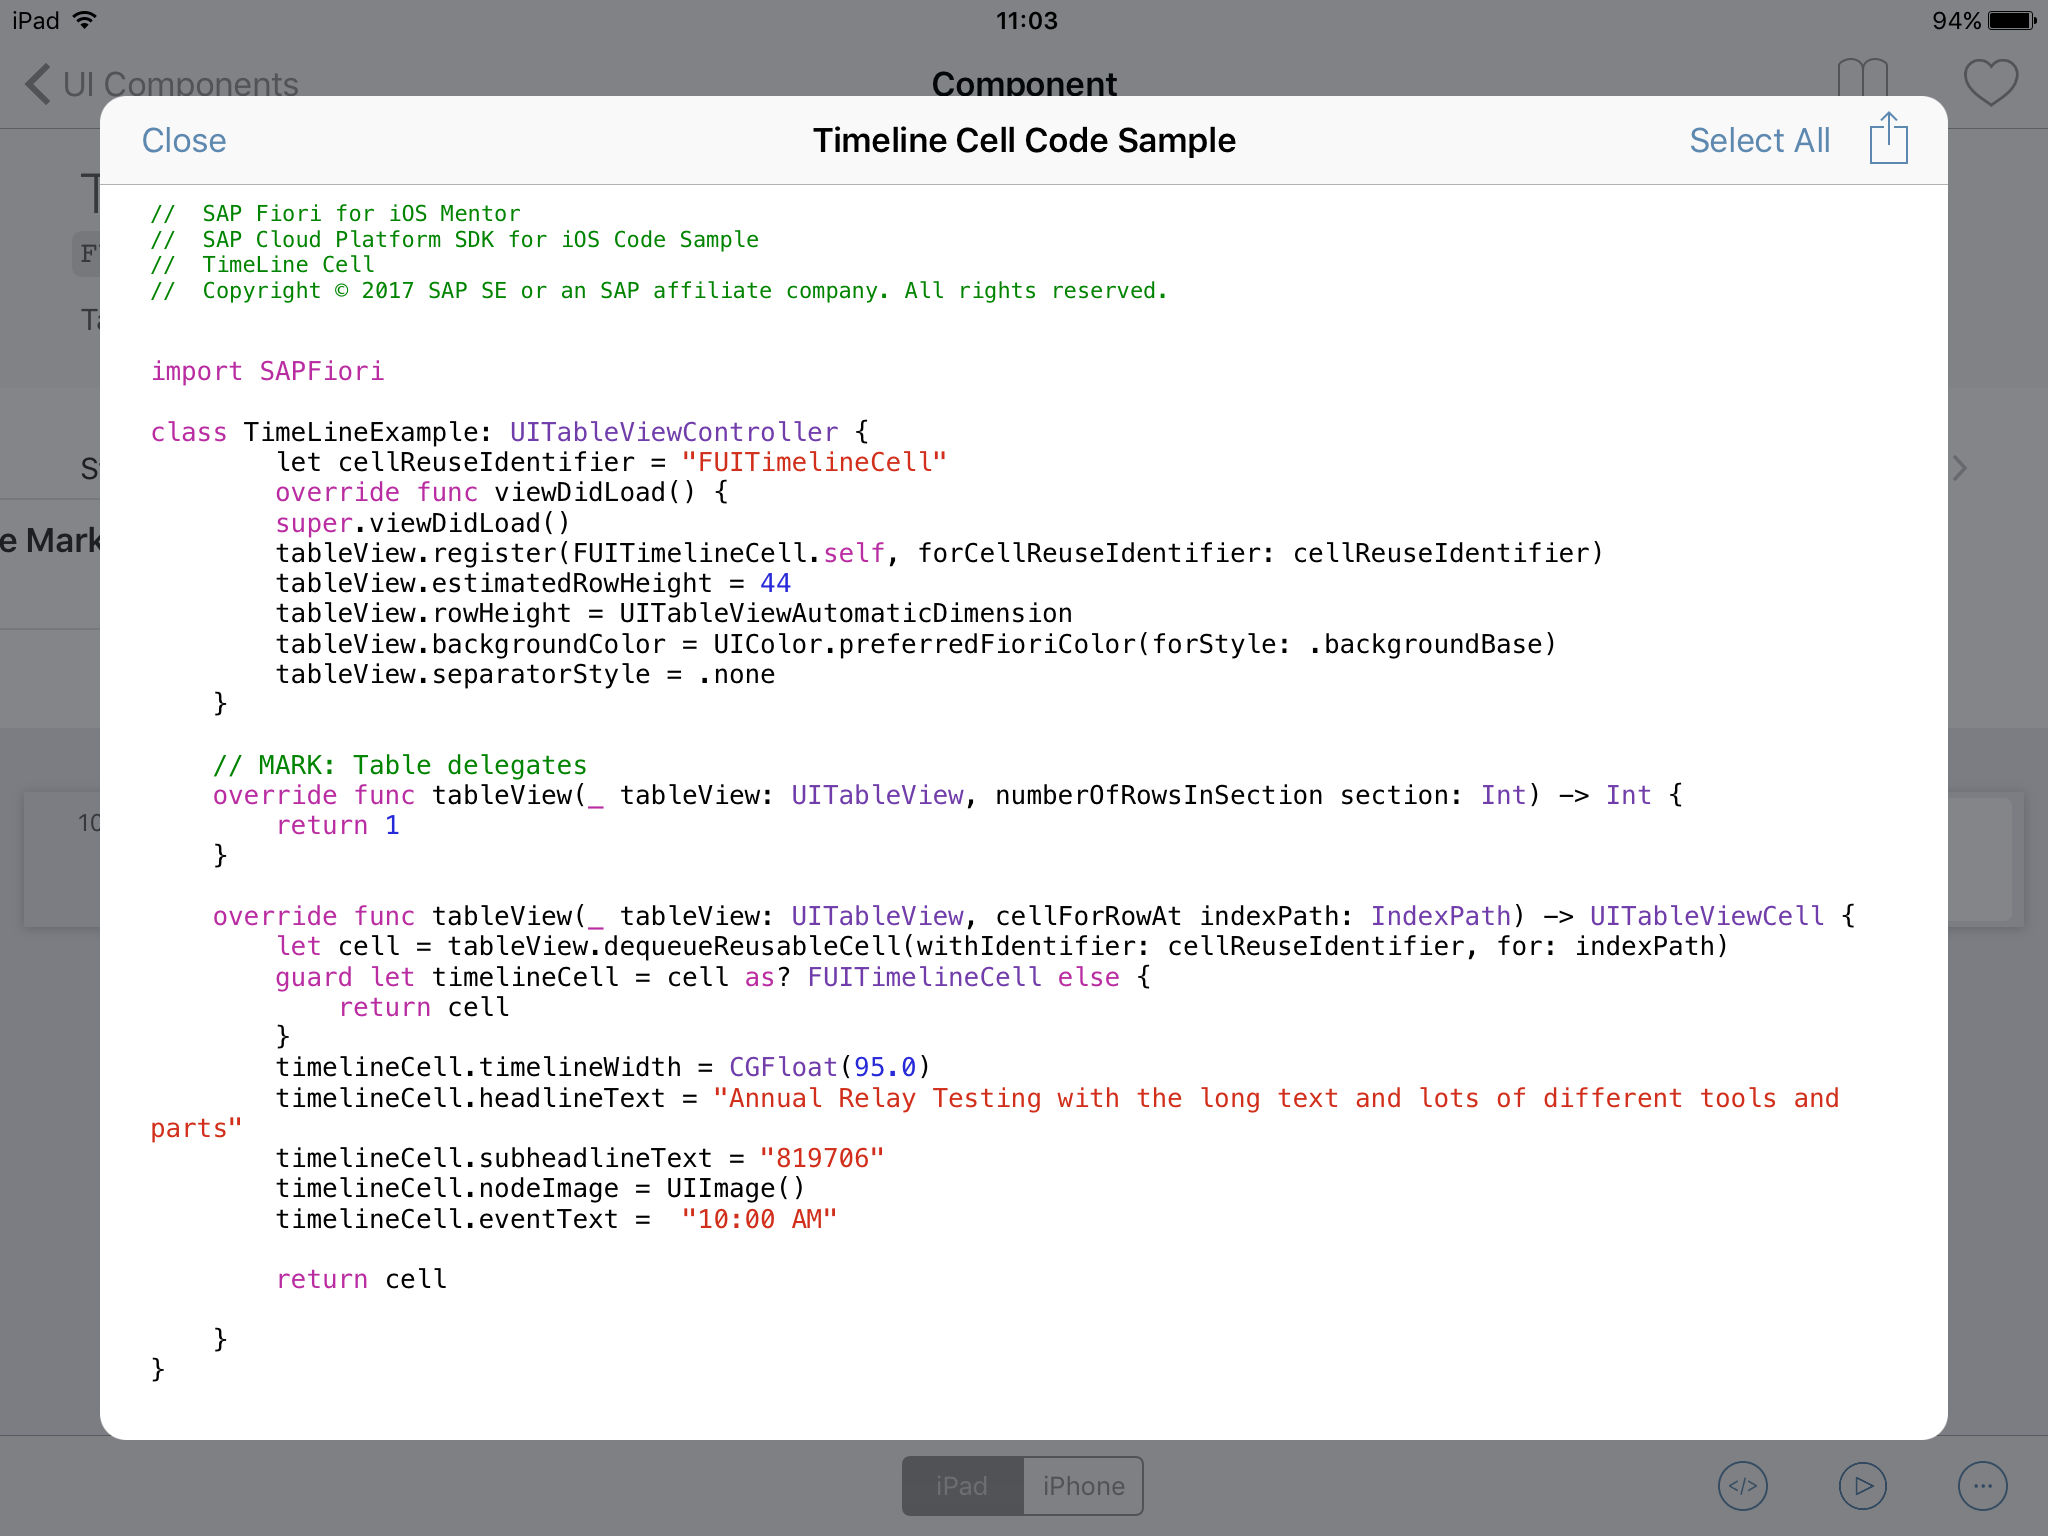 iPad 11:03 94%
UI Components Component
Close Timeline Cell Code Sample Select All
//  SAP Fiori for iOS Mentor
//  SAP Cloud Platform SDK for iOS Code Sample
//  TimeLine Cell
//  Copyright © 2017 SAP SE or an SAP affiliate company. All rights reserved.
import SAPFiori
class TimeLineExample: UITableViewController {
        let cellReuseIdentifier = "FUITimelineCell"
        override func viewDidLoad() {
        super.viewDidLoad()
        tableView.register(FUITimelineCell.self, forCellReuseIdentifier: cellReuseIdentifier)
        tableView.estimatedRowHeight = 44
        tableView.rowHeight = UITableViewAutomaticDimension
        tableView.backgroundColor = UIColor.preferredFioriColor(forStyle: .backgroundBase)
        tableView.separatorStyle = .none
    }
    // MARK: Table delegates
    override func tableView(_ tableView: UITableView, numberOfRowsInSection section: Int) -> Int {
        return 1
    }
    override func tableView(_ tableView: UITableView, cellForRowAt indexPath: IndexPath) -> UITableViewCell {
        let cell = tableView.dequeueReusableCell(withIdentifier: cellReuseIdentifier, for: indexPath)
        guard let timelineCell = cell as? FUITimelineCell else {
            return cell
        }
        timelineCell.timelineWidth = CGFloat(95.0)
        timelineCell.headlineText = "Annual Relay Testing with the long text and lots of different tools and
parts"
        timelineCell.subheadlineText = "819706"
        timelineCell.nodeImage = UIImage()
        timelineCell.eventText =  "10:00 AM"
        return cell
    }
}
e Mark
10
iPad iPhone